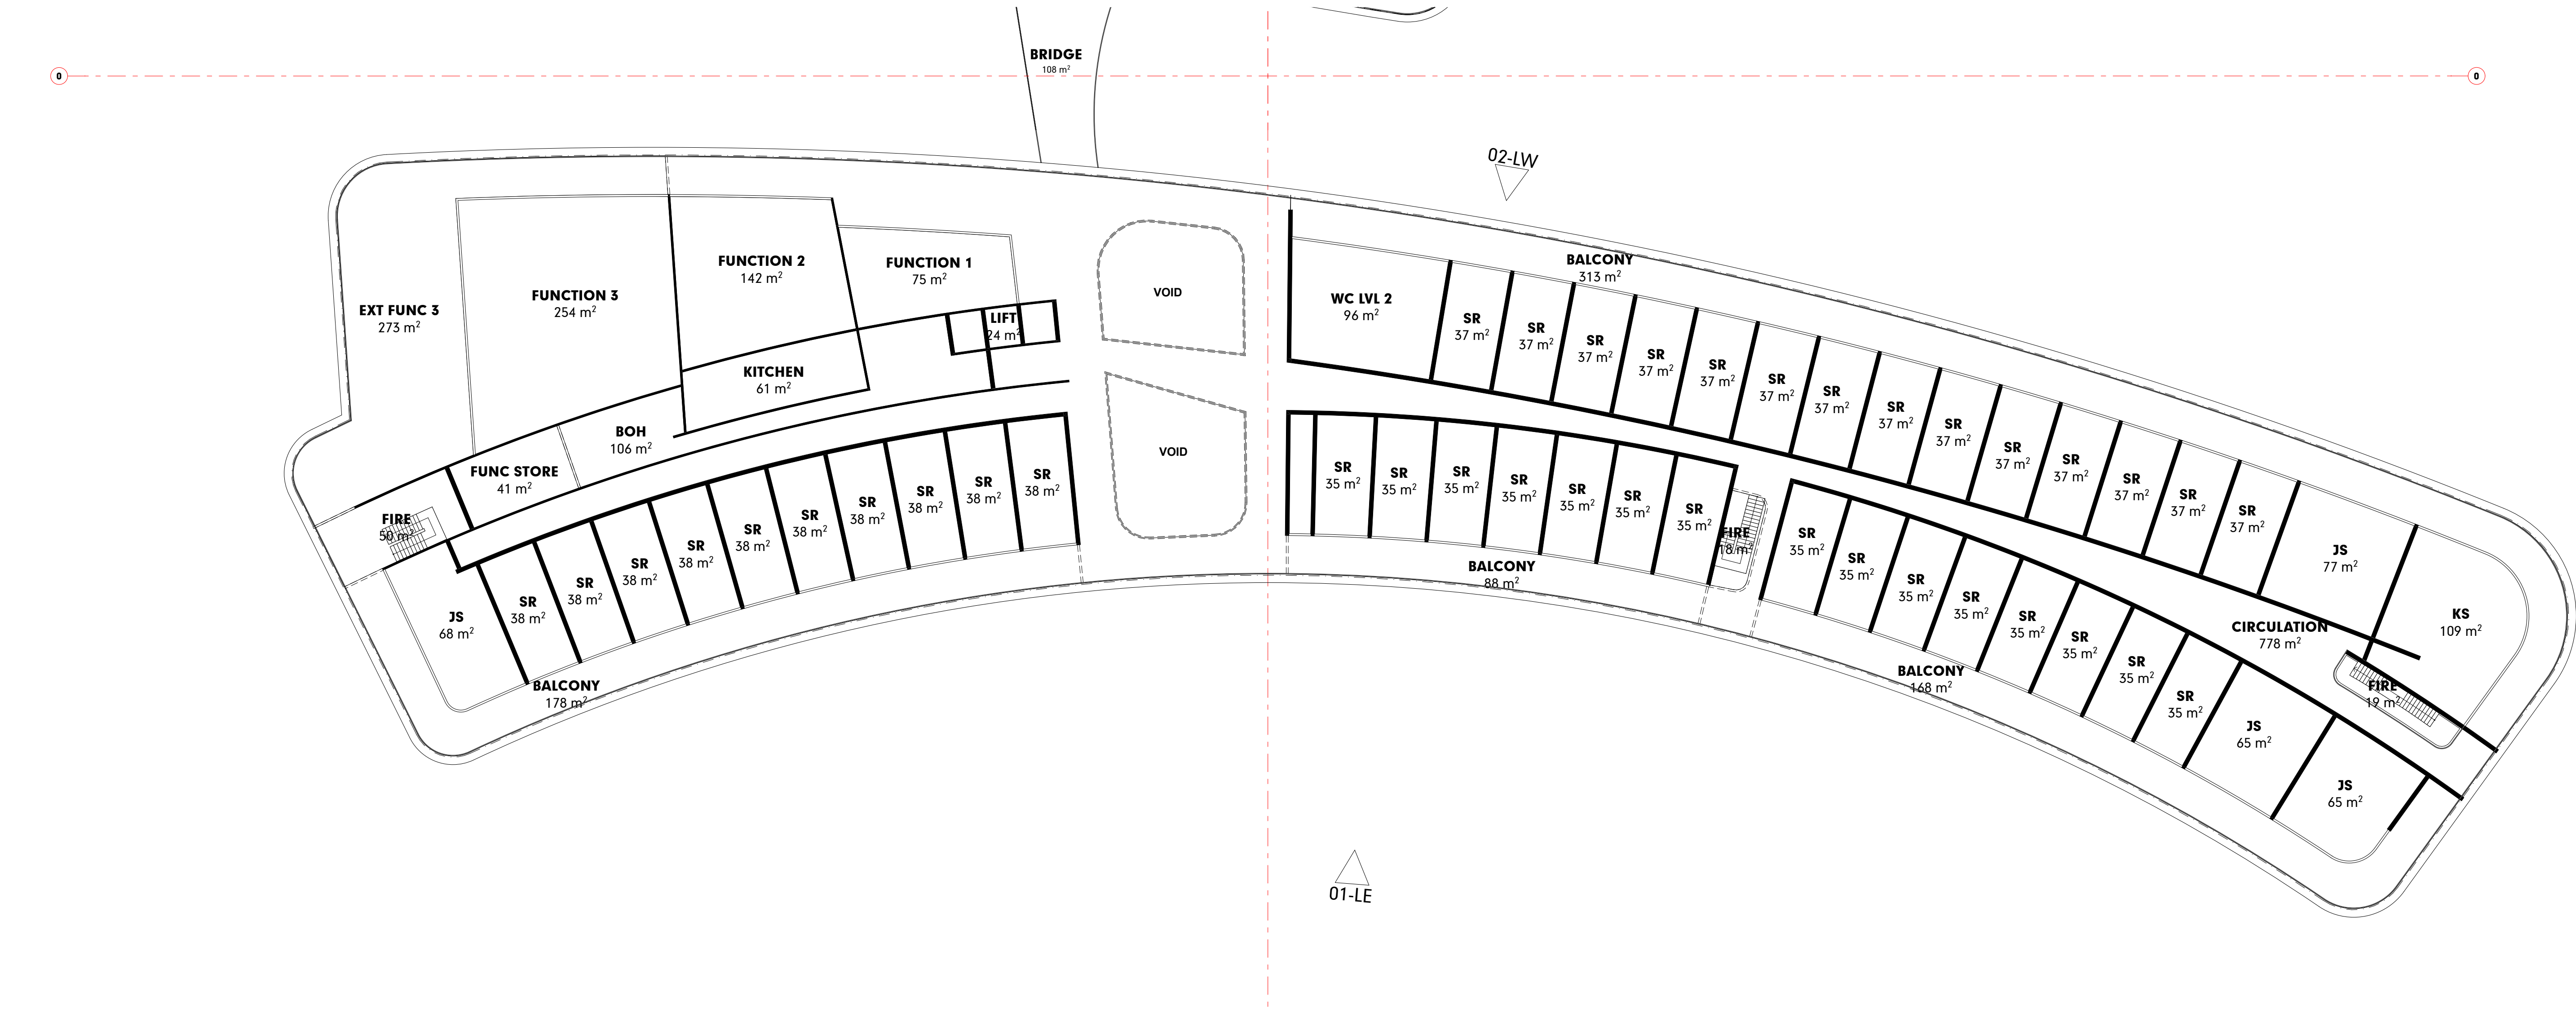 BRIDGE
108 m²
0
0
02-LW
BALCONY
313 m²
FUNCTION 2
142 m²
FUNCTION 1
75 m²
VOID
FUNCTION 3
254 m²
EXT FUNC 3
273 m²
LIFT
24 m²
WC LVL 2
96 m²
SR
37 m²
SR
37 m²
SR
37 m²
SR
37 m²
SR
37 m²
SR
37 m²
SR
37 m²
SR
37 m²
SR
37 m²
SR
37 m²
SR
37 m²
SR
37 m²
SR
37 m²
SR
37 m²
JS
77 m²
KS
109 m²
KITCHEN
61 m²
BOH
106 m²
FUNC STORE
41 m²
VOID
FIRE
50 m²
JS
68 m²
SR
38 m²
SR
38 m²
SR
38 m²
SR
38 m²
SR
38 m²
SR
38 m²
SR
38 m²
SR
38 m²
SR
38 m²
SR
38 m²
BALCONY
178 m²
SR
35 m²
SR
35 m²
SR
35 m²
SR
35 m²
SR
35 m²
SR
35 m²
SR
35 m²
FIRE
18 m²
BALCONY
88 m²
SR
35 m²
SR
35 m²
SR
35 m²
SR
35 m²
SR
35 m²
SR
35 m²
SR
35 m²
SR
35 m²
JS
65 m²
JS
65 m²
CIRCULATION
778 m²
FIRE
19 m²
BALCONY
168 m²
01-LE